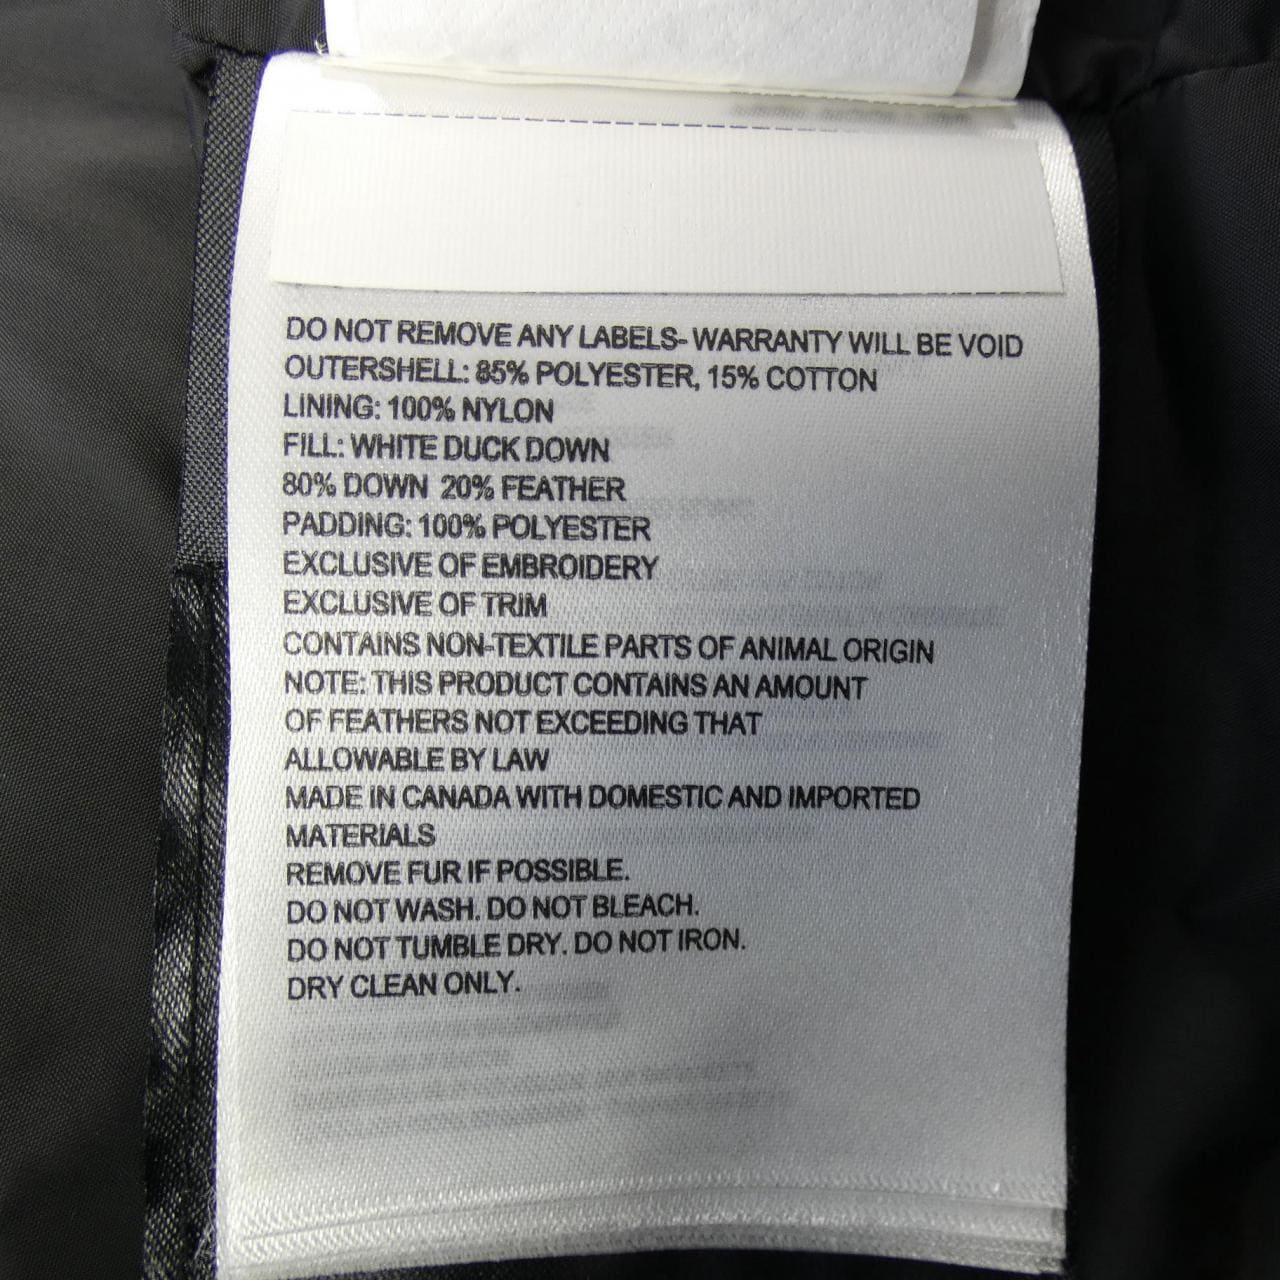 DO NOT REMOVE ANY LABELS- WARRANTY WILL BE VOID
OUTERSHELL: 85% POLYESTER, 15% COTTON
LINING: 100% NYLON
FILL: WHITE DUCK DOWN
80% DOWN 20% FEATHER
PADDING: 100% POLYESTER
EXCLUSIVE OF EMBROIDERY
EXCLUSIVE OF TRIM
CONTAINS NON-TEXTILE PARTS OF ANIMAL ORIGIN
NOTE: THIS PRODUCT CONTAINS AN AMOUNT
OF FEATHERS NOT EXCEEDING THAT
ALLOWABLE BY LAW
MADE IN CANADA WITH DOMESTIC AND IMPORTED
MATERIALS
REMOVE FUR IF POSSIBLE.
DO NOT WASH. DO NOT BLEACH.
DO NOT TUMBLE DRY. DO NOT IRON.
DRY CLEAN ONLY.